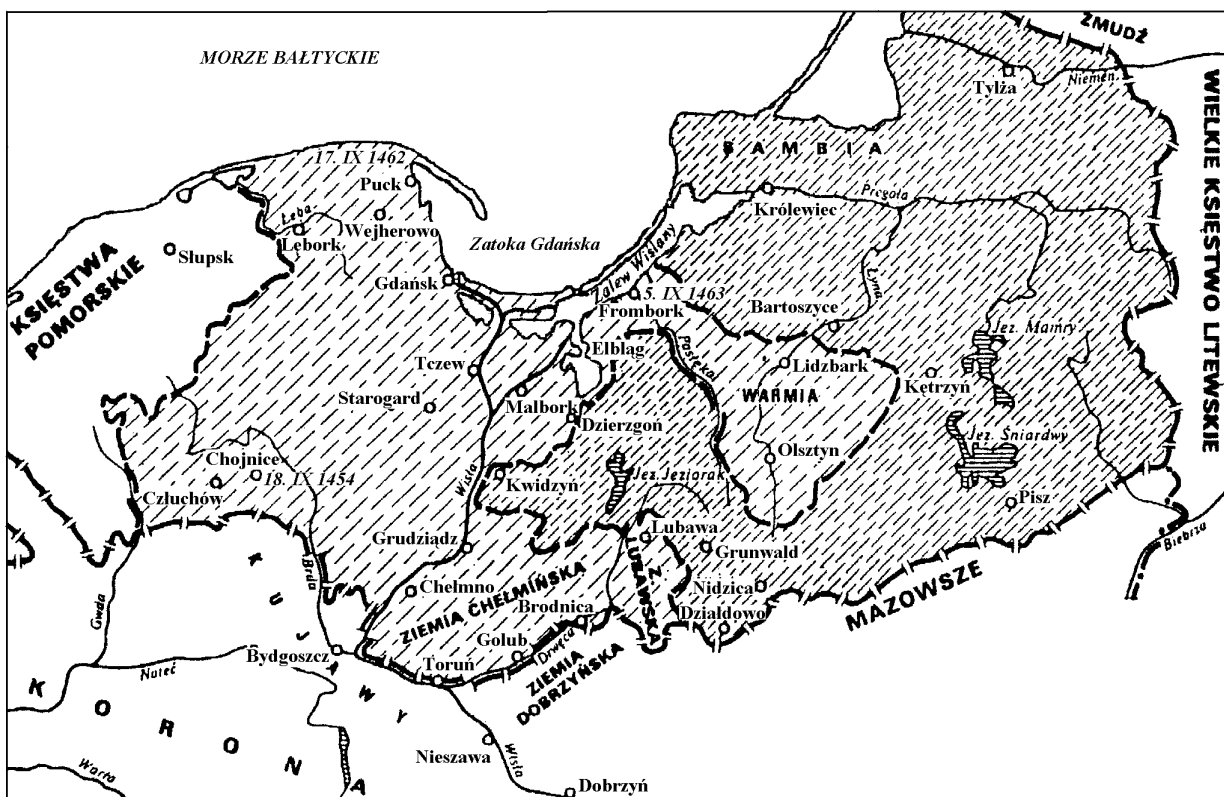 MORZE BAŁTYCKIE
ŻMUDŹ
Niemen
Tylża
WIELKIE KSIĘSTWO LITEWSKIE
17. IX 1462
Puck
SAMBIA
Łeba
Wejherowo
Lębork
Królewiec
Pregoła
Słupsk
Zatoka Gdańska
KSIĘSTWA
POMORSKIE
Gdańsk
Zalew Wiślany
5. IX 1463
Frombork
Bartoszyce
Łyna
Jez. Mamry
Elbląg
Pasłęka
Lidzbark
Tczew
Kętrzyń
WARMIA
Starogard
Malbork
Dzierzgoń
Jez. Śniardwy
Chojnice
Wisła
Olsztyn
Kwidzyń
Jez. Jeziorak
18. IX 1454
Człuchów
Pisz
Lubawa
Grudziądz
Grunwald
Biebrza
Brda
Chełmno
ZIEMIA CHEŁMIŃSKA
Z. LUBAWSKA
Nidzica
MAZOWSZE
Gwda
Brodnica
Działdowo
KUJAWY
Golub
Drwęca
Bydgoszcz
Toruń
ZIEMIA
DOBRZYŃSKA
Noteć
KORONA
Nieszawa
Wisła
Warta
Dobrzyń